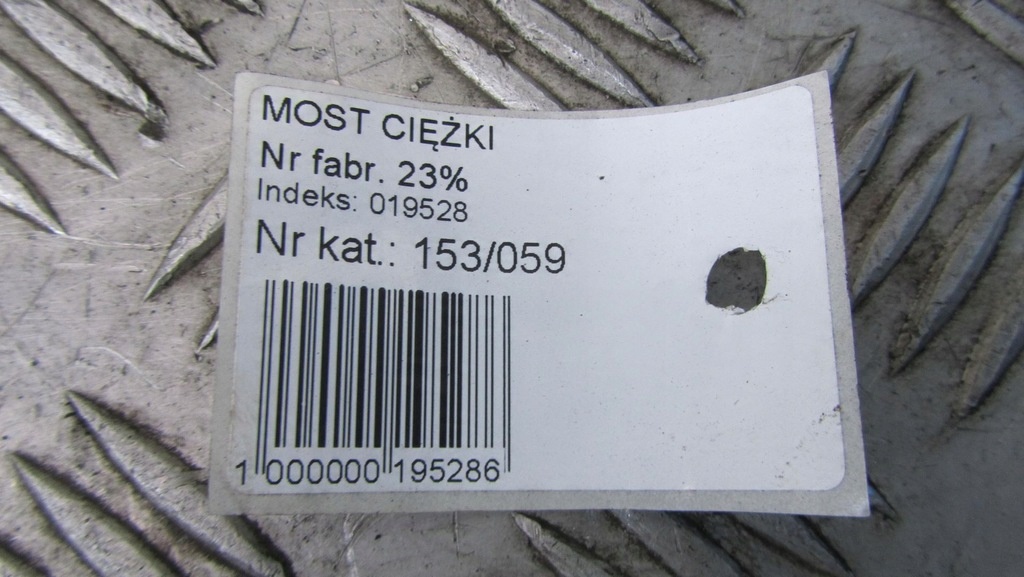 MOST CIĘŻKI
Nr fabr. 23%
Indeks: 019528
Nr kat.: 153/059
1 000000 195286